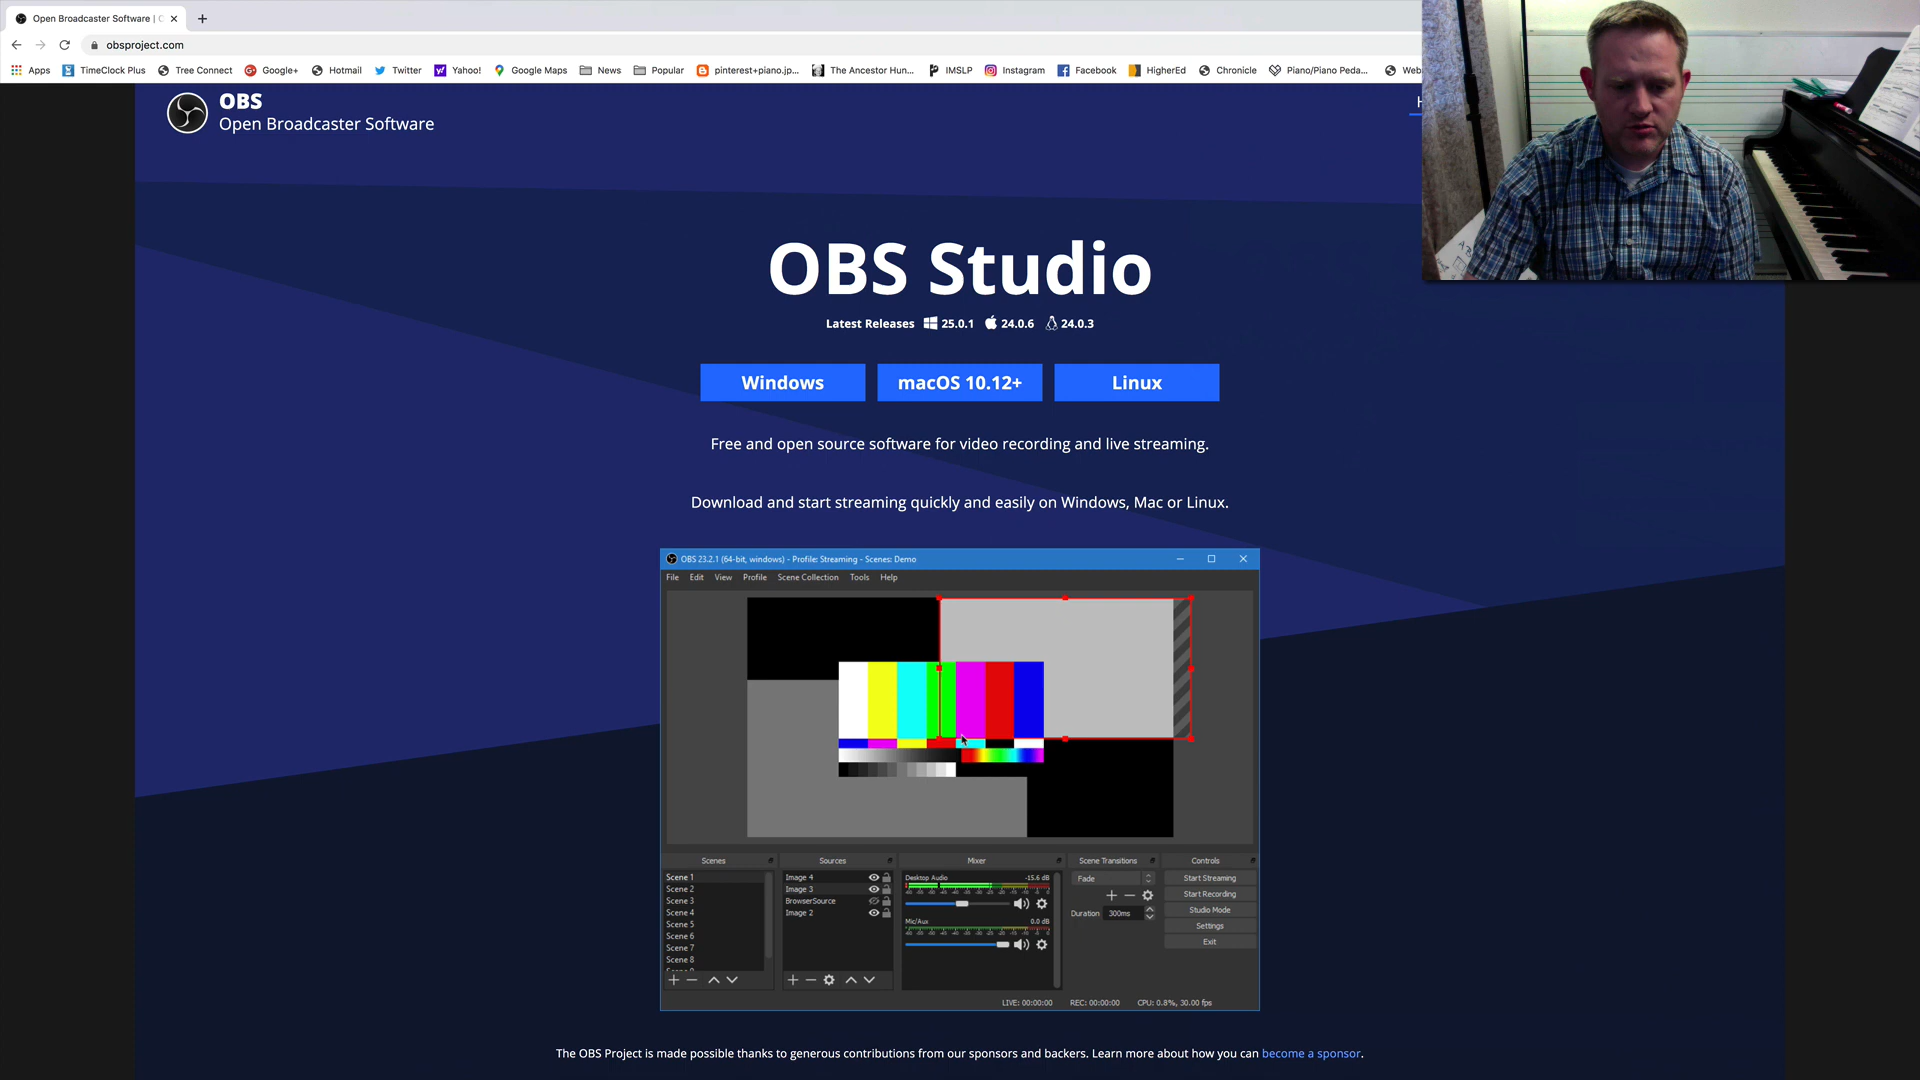 Open Broadcaster Software |
obsproject.com
Apps
TimeClock Plus
Tree Connect
Google+
Hotmail
Twitter
Yahoo!
Google Maps
News
Popular
pinterest+piano.jp...
The Ancestor Hun...
IMSLP
Instagram
Facebook
HigherEd
Chronicle
Piano/Piano Peda...
OBS
Open Broadcaster Software
OBS Studio
Latest Releases 25.0.1 24.0.6 24.0.3
Windows
macOS 10.12+
Linux
Free and open source software for video recording and live streaming.
Download and start streaming quickly and easily on Windows, Mac or Linux.
OBS 23.2.1 (64-bit, windows) - Profile: Streaming - Scenes: Demo
File Edit View Profile Scene Collection Tools Help
Scenes
Scene 1
Scene 2
Scene 3
Scene 4
Scene 5
Scene 6
Scene 7
Scene 8
Sources
Image 4
Image 3
BrowserSource
Image 2
Mixer
Desktop Audio -15.6 dB
Mic/Aux 0.0 dB
Scene Transitions
Fade
Duration 300ms
Controls
Start Streaming
Start Recording
Studio Mode
Settings
Exit
LIVE: 00:00:00 REC: 00:00:00 CPU: 0.8%, 30.00 fps
The OBS Project is made possible thanks to generous contributions from our sponsors and backers. Learn more about how you can become a sponsor.